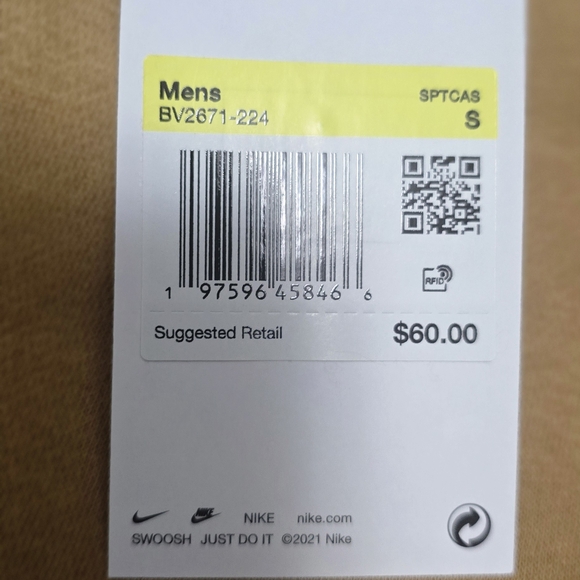 Mens SPTCAS
BV2671-224 S
RFID
1 97596 45846 6
Suggested Retail $60.00
NIKE nike.com
SWOOSH JUST DO IT ©2021 Nike